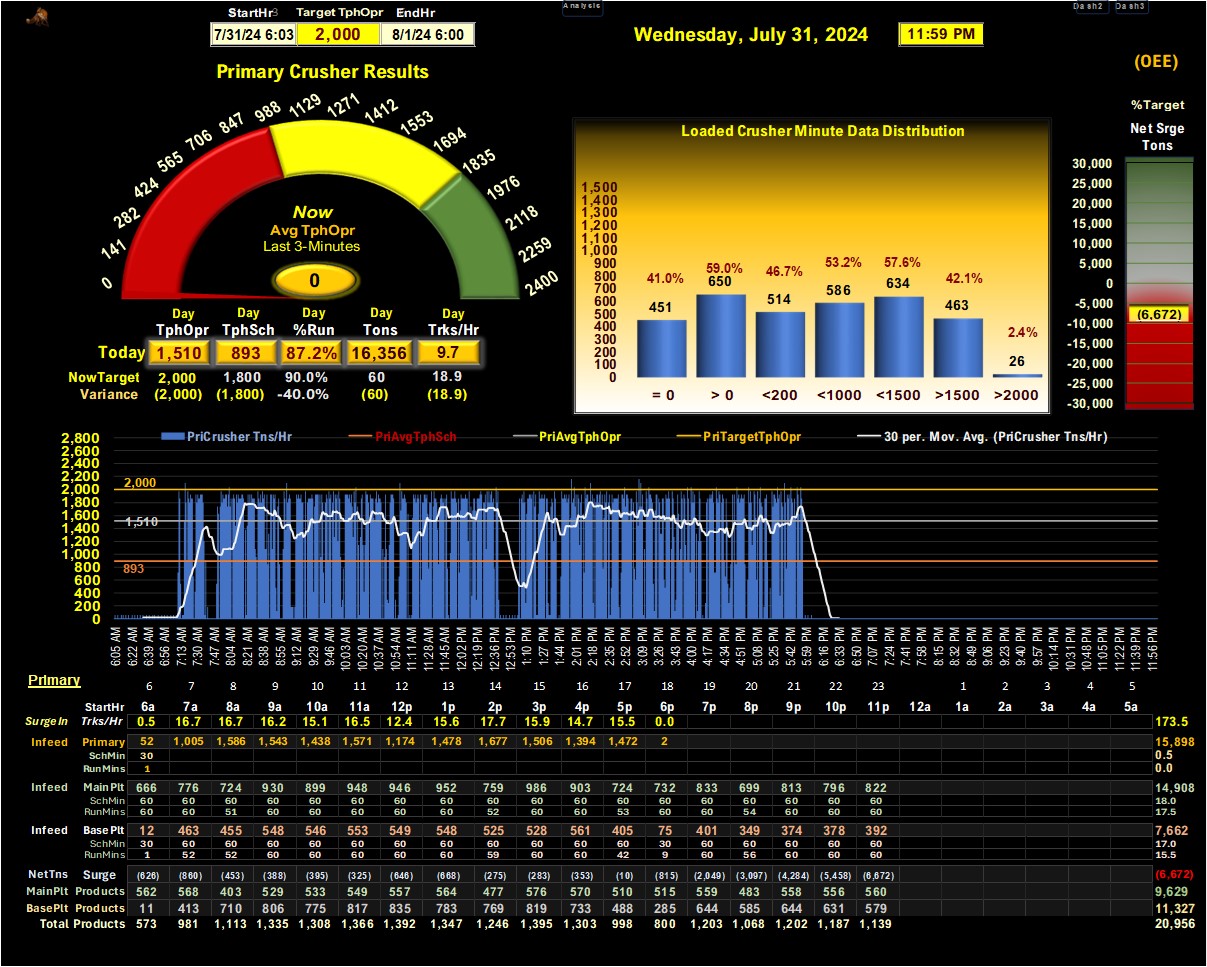 Analysis
Dash2 Dash3
StartHr3 Target TphOpr EndHr
7/31/24 6:03 2,000 8/1/24 6:00
Wednesday, July 31, 2024 11:59 PM
(OEE)
Primary Crusher Results
%Target
Net Srge
Tons
0 141 282 424 565 706 847 988 1129 1271 1412 1553 1694 1835 1976 2118 2259 2400
Now
Avg TphOpr
Last 3-Minutes
0
Day Day Day Day Day
TphOpr TphSch %Run Tons Trks/Hr
Today 1,510 893 87.2% 16,356 9.7
NowTarget 2,000 1,800 90.0% 60 18.9
Variance (2,000) (1,800) -40.0% (60) (18.9)
Loaded Crusher Minute Data Distribution
1,500
1,400
1,300
1,200
1,100
1,000
900
800
700
600
500
400
300
200
100
0
41.0% 59.0% 46.7% 53.2% 57.6% 42.1% 2.4%
451 650 514 586 634 463 26
= 0 > 0 <200 <1000 <1500 >1500 >2000
30,000
25,000
20,000
15,000
10,000
5,000
0
-5,000
-10,000
-15,000
-20,000
-25,000
-30,000
(6,672)
PriCrusher Tns/Hr PriAvgTphSch PriAvgTphOpr PriTargetTphOpr 30 per. Mov. Avg. (PriCrusher Tns/Hr)
2,800
2,600
2,400
2,200
2,000
1,800
1,600
1,400
1,200
1,000
800
600
400
200
0
2,000
1,510
893
6:05 AM 6:22 AM 6:39 AM 6:56 AM 7:13 AM 7:30 AM 7:47 AM 8:04 AM 8:21 AM 8:38 AM 8:55 AM 9:12 AM 9:29 AM 9:46 AM 10:03 AM 10:20 AM 10:37 AM 10:54 AM 11:11 AM 11:28 AM 11:45 AM 12:02 PM 12:19 PM 12:36 PM 12:53 PM 1:10 PM 1:27 PM 1:44 PM 2:01 PM 2:18 PM 2:35 PM 2:52 PM 3:09 PM 3:26 PM 3:43 PM 4:00 PM 4:17 PM 4:34 PM 4:51 PM 5:08 PM 5:25 PM 5:42 PM 5:59 PM 6:16 PM 6:33 PM 6:50 PM 7:07 PM 7:24 PM 7:41 PM 7:58 PM 8:15 PM 8:32 PM 8:49 PM 9:06 PM 9:23 PM 9:40 PM 9:57 PM 10:14 PM 10:31 PM 10:48 PM 11:05 PM 11:22 PM 11:39 PM 11:56 PM
Primary
6 7 8 9 10 11 12 13 14 15 16 17 18 19 20 21 22 23 1 2 3 4 5
StartHr 6a 7a 8a 9a 10a 11a 12p 1p 2p 3p 4p 5p 6p 7p 8p 9p 10p 11p 12a 1a 2a 3a 4a 5a
SurgeIn Trks/Hr 0.5 16.7 16.7 16.2 15.1 16.5 12.4 15.6 17.7 15.9 14.7 15.5 0.0 173.5
Infeed Primary 52 1,005 1,586 1,543 1,438 1,571 1,174 1,478 1,677 1,506 1,394 1,472 2 15,898
SchMin 30 0.5
RunMins 1 0.0
Infeed MainPlt 666 776 724 930 899 948 946 952 759 986 903 724 732 833 699 813 796 822 14,908
SchMin 60 60 60 60 60 60 60 60 60 60 60 60 60 60 60 60 60 60 18.0
RunMins 60 60 51 60 60 60 60 60 52 60 60 53 60 60 54 60 60 60 17.5
Infeed BasePlt 12 463 455 548 546 553 549 548 525 528 561 405 75 401 349 374 378 392 7,662
SchMin 30 60 60 60 60 60 60 60 60 60 60 60 30 60 60 60 60 60 17.0
RunMins 1 52 52 60 60 60 60 60 59 60 60 42 9 60 56 60 60 60 15.5
NetTns Surge (626) (860) (453) (388) (395) (325) (646) (668) (275) (283) (353) (10) (815) (2,049) (3,097) (4,284) (5,458) (6,672) (6,672)
MainPlt Products 562 568 403 529 533 549 557 564 477 576 570 510 515 559 483 558 556 560 9,629
BasePlt Products 11 413 710 806 775 817 835 783 769 819 733 488 285 644 585 644 631 579 11,327
Total Products 573 981 1,113 1,335 1,308 1,366 1,392 1,347 1,246 1,395 1,303 998 800 1,203 1,068 1,202 1,187 1,139 20,956